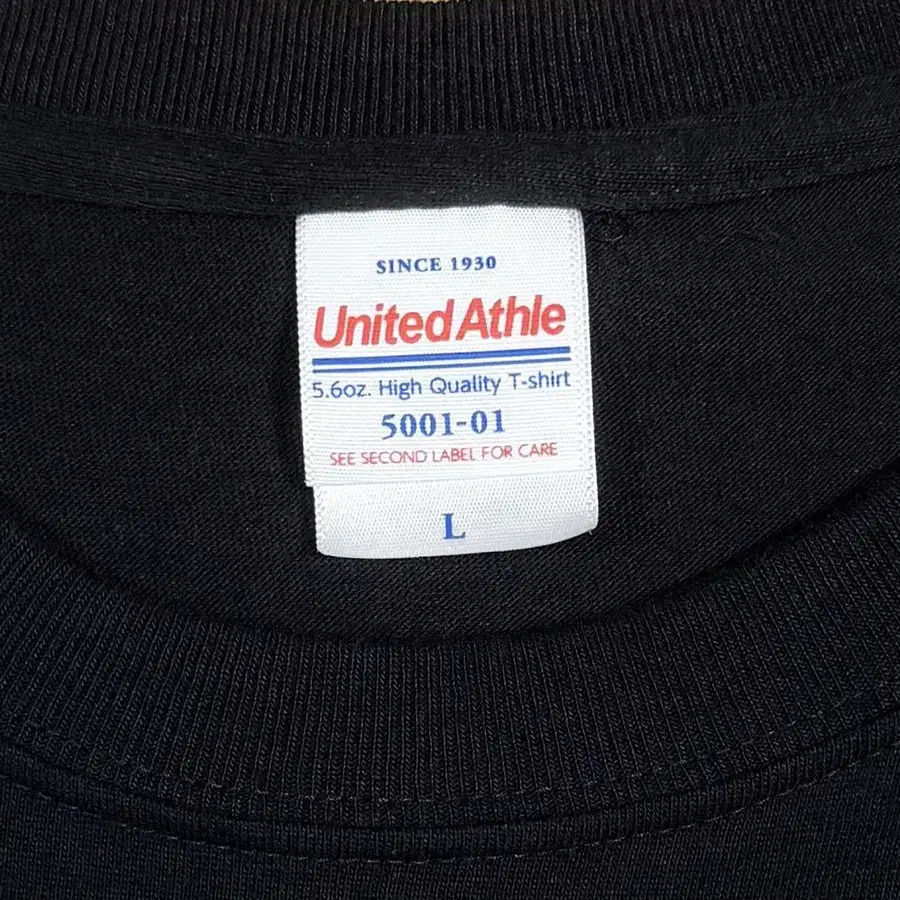 SINCE 1930
United Athle
5.6oz. High Quality T-shirt
5001-01
SEE SECOND LABEL FOR CARE
L